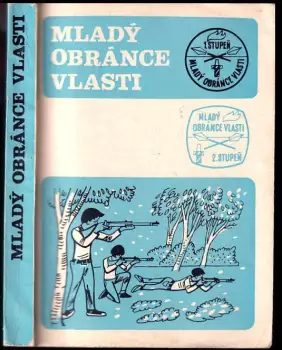 MLADÝ OBRÁNCE VLASTI
MLADÝ
OBRÁNCE
VLASTI
1.STUPEŇ
MLADÝ OBRÁNCE VLASTI
MLADÝ
OBRÁNCE VLASTI
2.STUPEŇ